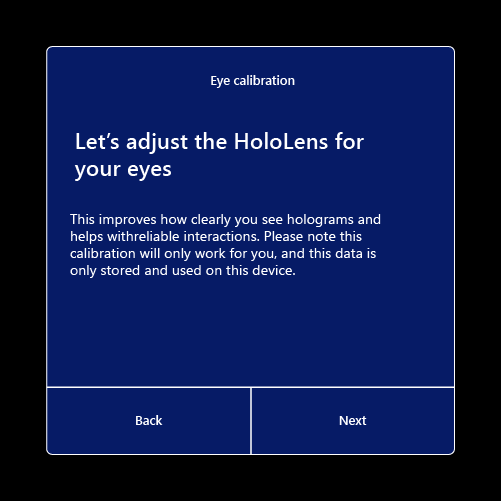 Eye calibration
Let’s adjust the HoloLens for
your eyes
This improves how clearly you see holograms and
helps withreliable interactions. Please note this
calibration will only work for you, and this data is
only stored and used on this device.
Back
Next